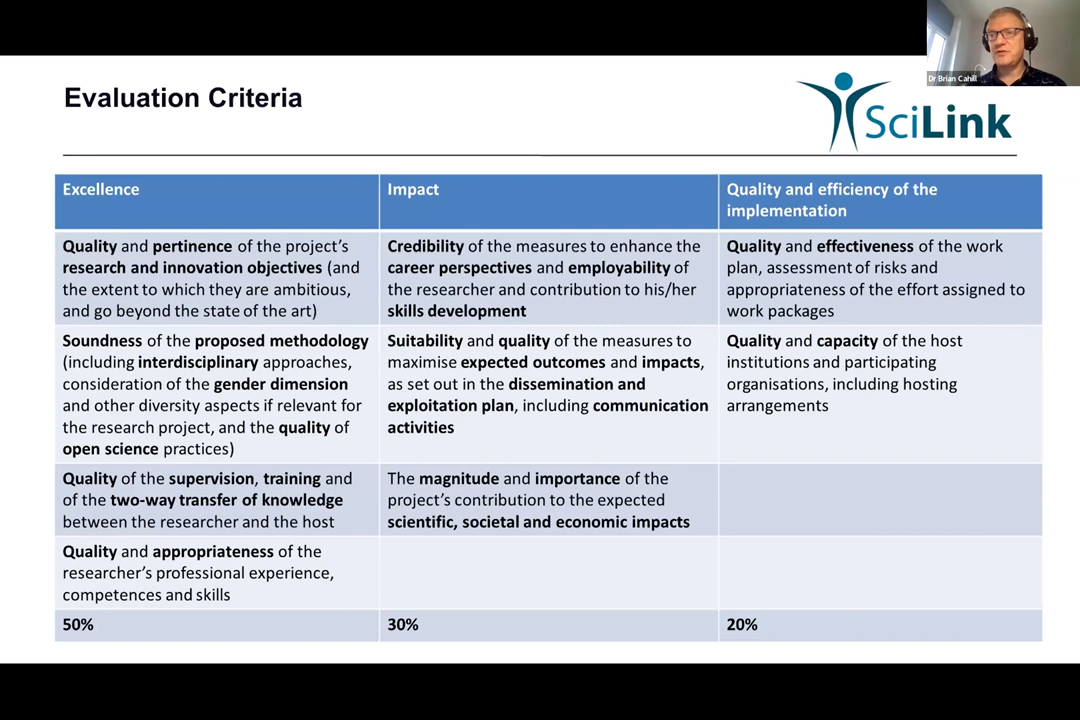 Dr Brian Cahill
Evaluation Criteria
SciLink
Excellence
Impact
Quality and efficiency of the
implementation
Quality and pertinence of the project's
research and innovation objectives (and
the extent to which they are ambitious,
and go beyond the state of the art)
Credibility of the measures to enhance the
career perspectives and employability of
the researcher and contribution to his/her
skills development
Quality and effectiveness of the work
plan, assessment of risks and
appropriateness of the effort assigned to
work packages
Soundness of the proposed methodology
(including interdisciplinary approaches,
consideration of the gender dimension
and other diversity aspects if relevant for
the research project, and the quality of
open science practices)
Suitability and quality of the measures to
maximise expected outcomes and impacts,
as set out in the dissemination and
exploitation plan, including communication
activities
Quality and capacity of the host
institutions and participating
organisations, including hosting
arrangements
Quality of the supervision, training and
of the two-way transfer of knowledge
between the researcher and the host
The magnitude and importance of the
project's contribution to the expected
scientific, societal and economic impacts
Quality and appropriateness of the
researcher's professional experience,
competences and skills
50%
30%
20%